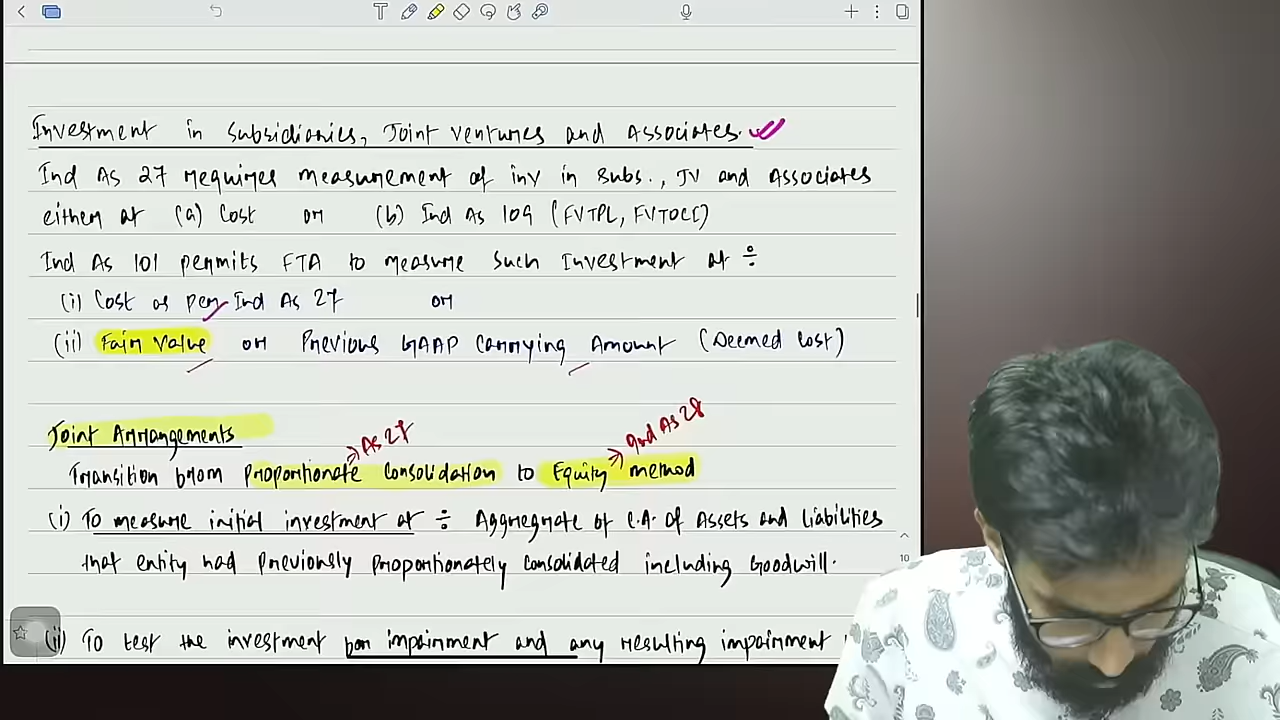 Investment in Subsidiaries, Joint Ventures and Associates.
Ind As 27 requires measurement of inv in Subs., JV and Associates
either at (a) Cost or (b) Ind As 109 (FVTPL, FVTOCI)
Ind As 101 permits FTA to measure Such Investment at ÷
(i) Cost as per Ind As 27 or
(ii) Fair Value or Previous GAAP Carrying Amount (Deemed Cost)
Joint Arrangements
→ As 27
→ Ind As 28
Transition from Proportionate Consolidation to Equity method
(i) To measure initial investment at ÷ Aggregate of C.A. of Assets and Liabilities
that entity had Previously Proportionately Consolidated including Goodwill.
10
(ii) To test the investment for impairment and any resulting impairment